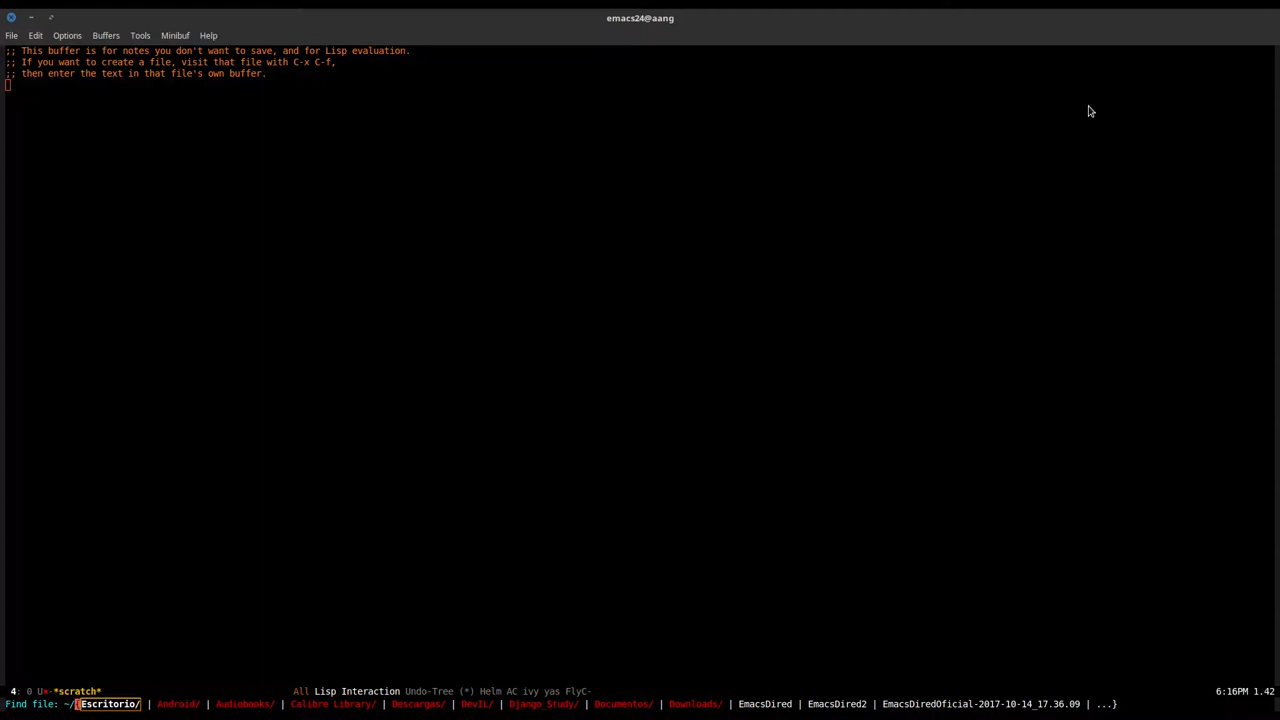 emacs24@aang
File Edit Options Buffers Tools Minibuf Help
;; This buffer is for notes you don't want to save, and for Lisp evaluation.
;; If you want to create a file, visit that file with C-x C-f,
;; then enter the text in that file's own buffer.
4: 0 U*-*scratch* All Lisp Interaction Undo-Tree (*) Helm AC ivy yas FlyC- 6:16PM 1.42
Find file: ~/{Escritorio/ | Android/ | Audiobooks/ | Calibre Library/ | Descargas/ | DevIL/ | Django Study/ | Documentos/ | Downloads/ | EmacsDired | EmacsDired2 | EmacsDiredOficial-2017-10-14_17.36.09 | ...}